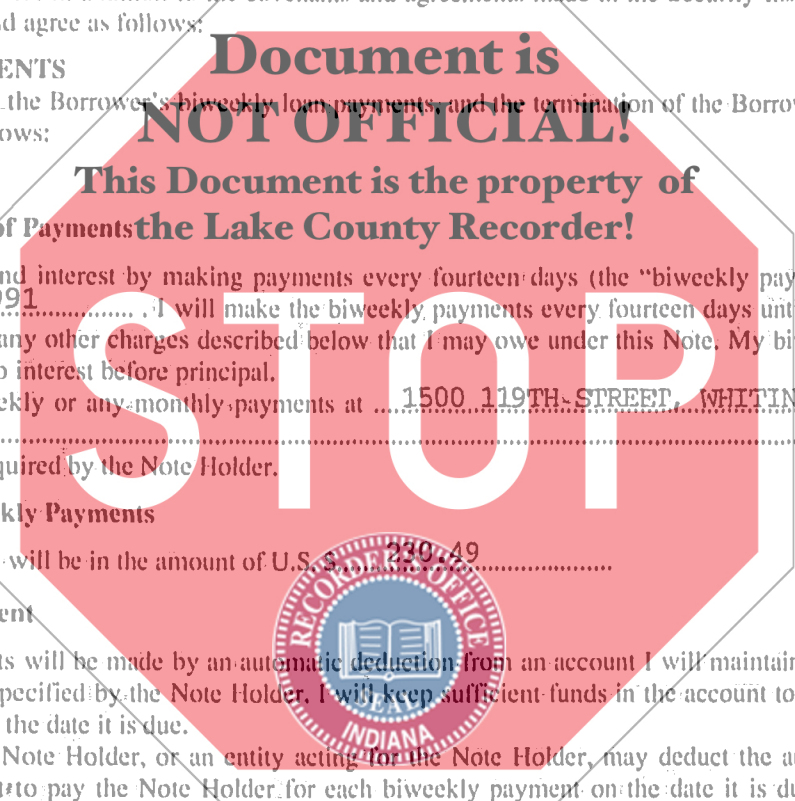 d agree as follows:
Document is
ENTS
the Borrower's biweekly loan payments, and the termination of the Borrow
ows:
NOT OFFICIAL!
This Document is the property of
of Payments
the Lake County Recorder!
nd interest by making payments every fourteen days (the "biweekly pay
991 I will make the biweekly payments every fourteen days unt
any other charges described below that I may owe under this Note. My bi
o interest before principal.
ekly or any monthly payments at 1500 119TH STREET, WHITIN
STOP
quired by the Note Holder.
kly Payments
will be in the amount of U.S. $ 230.49
RECORDER'S OFFICE
ent
ts will be made by an automatic deduction from an account I will maintain
pecified by the Note Holder. I will keep sufficient funds in the account to
SEAL
the date it is due.
INDIANA
Note Holder, or an entity acting for the Note Holder, may deduct the a
t to pay the Note Holder for each biweekly payment on the date it is du